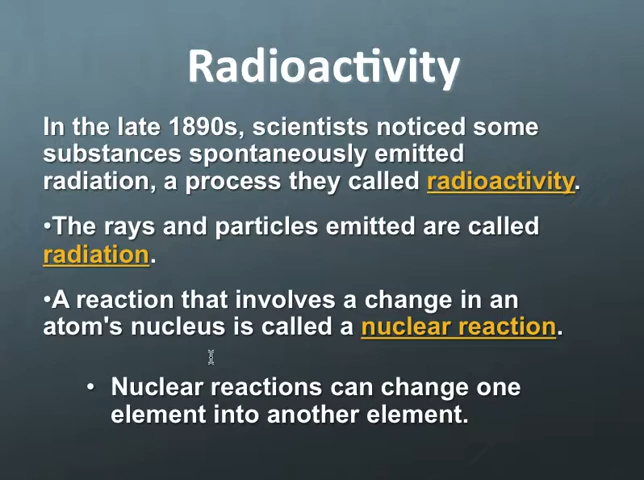 Radioactivity
In the late 1890s, scientists noticed some
substances spontaneously emitted
radiation, a process they called radioactivity.
•The rays and particles emitted are called
radiation.
•A reaction that involves a change in an
atom's nucleus is called a nuclear reaction.
• Nuclear reactions can change one
element into another element.